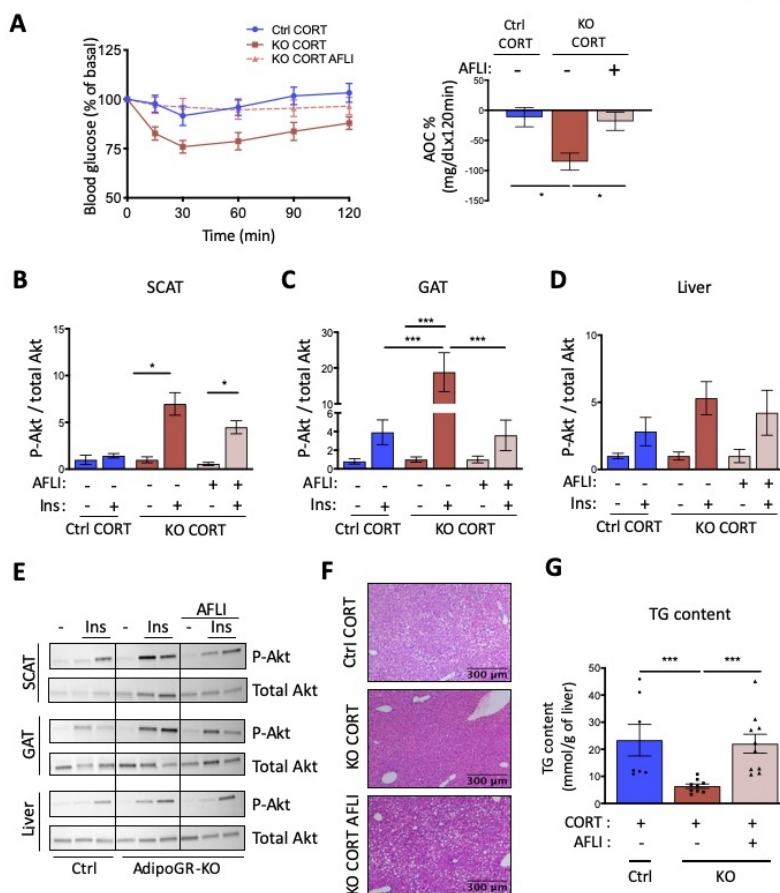 A
Ctrl CORT
KO CORT
KO CORT AFLI
Blood glucose (% of basal)
125
100
75
50
0 30 60 90 120
Time (min)
Ctrl CORT
KO CORT
AFLI: - - +
AOC %
(mg/dLx120min)
50
0
-50
-100
-150
* *
B
SCAT
P-Akt / total Akt
15
10
5
0
* *
AFLI: - - - - + +
Ins: - + - + - +
Ctrl CORT KO CORT
C
GAT
P-Akt / total Akt
30
20
10
6
4
2
0
***
*** ***
AFLI: - - - - + +
Ins: - + - + - +
Ctrl CORT KO CORT
D
Liver
P-Akt / total Akt
10
5
0
AFLI: - - - - + +
Ins: - + - + - +
Ctrl CORT KO CORT
E
AFLI
- Ins - Ins - Ins
SCAT
P-Akt
Total Akt
GAT
P-Akt
Total Akt
Liver
P-Akt
Total Akt
Ctrl AdipoGR-KO
F
Ctrl CORT
300 µm
KO CORT
300 µm
KO CORT AFLI
300 µm
G
TG content
TG content
(mmol/g of liver)
50
40
30
20
10
0
*** ***
CORT : + + +
AFLI : - - +
Ctrl KO